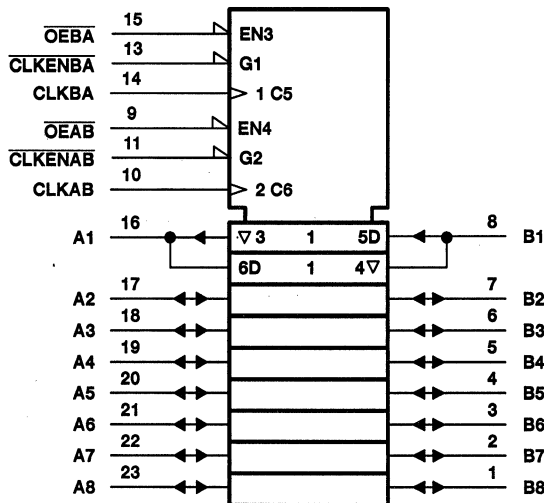 15
OEBA EN3
13
CLKENBA G1
14
CLKBA 1 C5
9
OEAB EN4
11
CLKENAB G2
10
CLKAB 2 C6
16 8
A1 ▽ 3 1 5D B1
6D 1 4 ▽
17 7
A2 B2
18 6
A3 B3
19 5
A4 B4
20 4
A5 B5
21 3
A6 B6
22 2
A7 B7
23 1
A8 B8